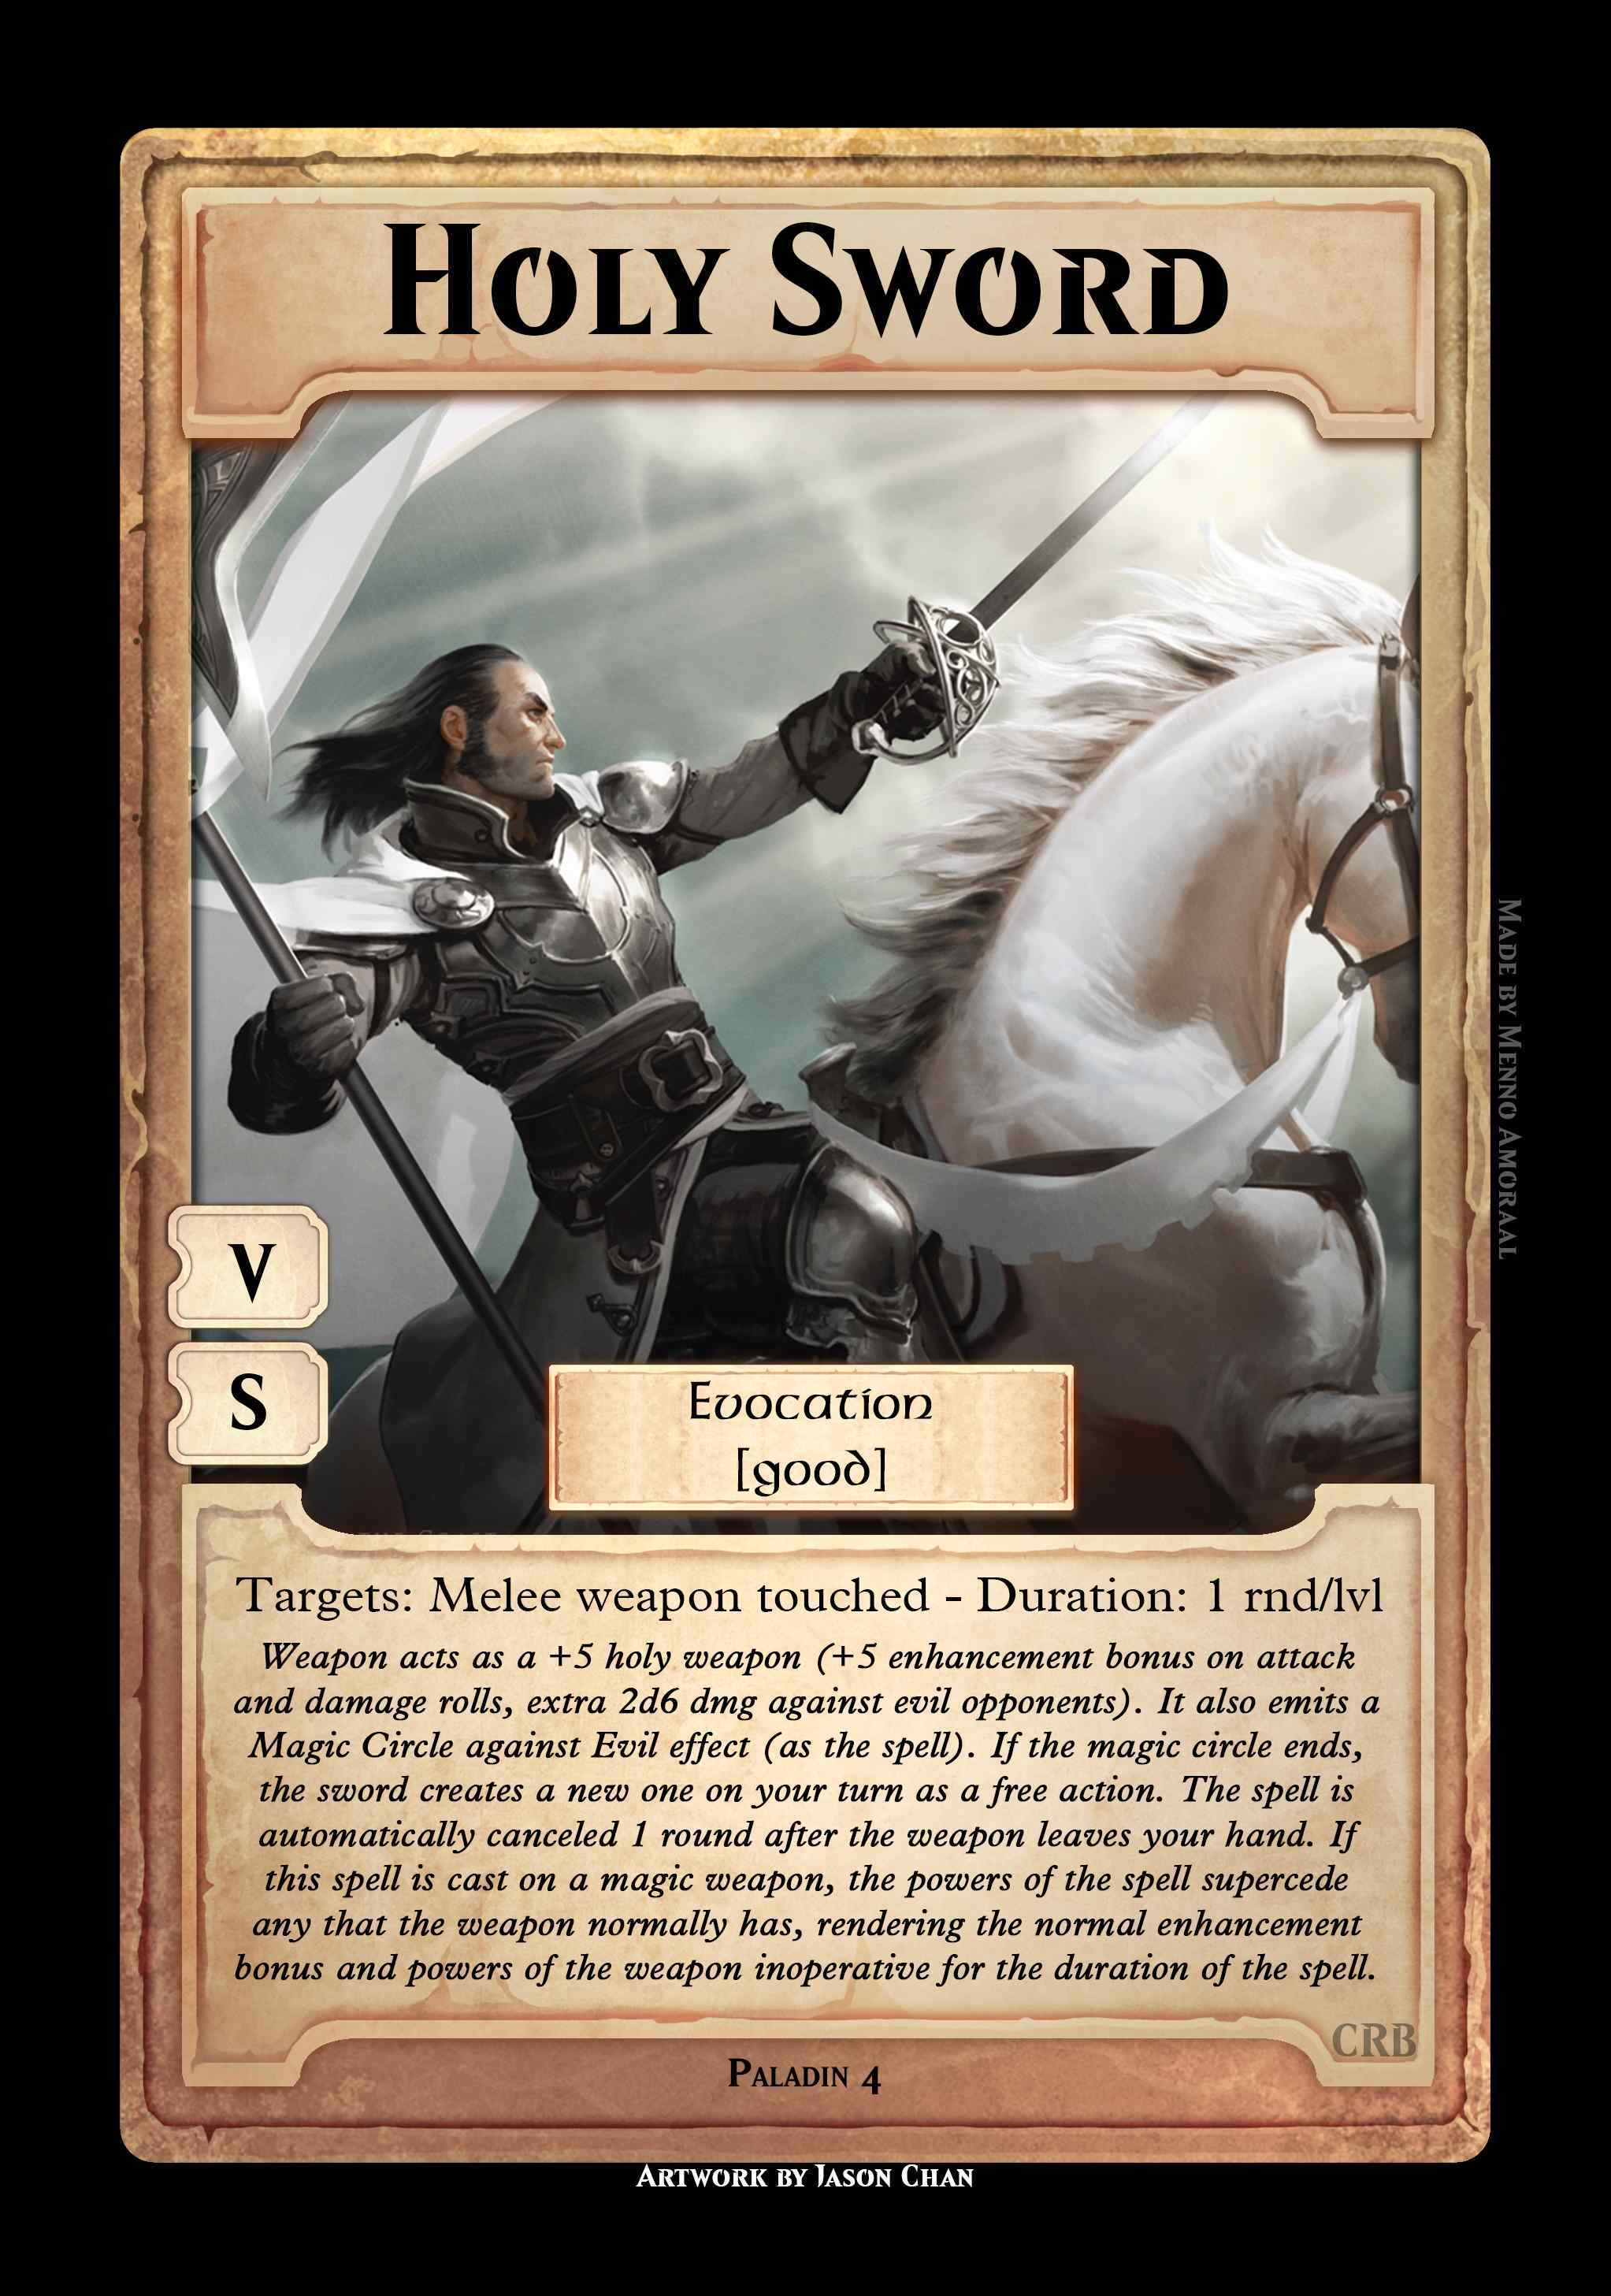 Holy Sword
V
S
Evocation
[good]
Targets: Melee weapon touched - Duration: 1 rnd/lvl
Weapon acts as a +5 holy weapon (+5 enhancement bonus on attack
and damage rolls, extra 2d6 dmg against evil opponents). It also emits a
Magic Circle against Evil effect (as the spell). If the magic circle ends,
the sword creates a new one on your turn as a free action. The spell is
automatically canceled 1 round after the weapon leaves your hand. If
this spell is cast on a magic weapon, the powers of the spell supercede
any that the weapon normally has, rendering the normal enhancement
bonus and powers of the weapon inoperative for the duration of the spell.
CRB
Paladin 4
Artwork by Jason Chan
Made by Menno Amoraal